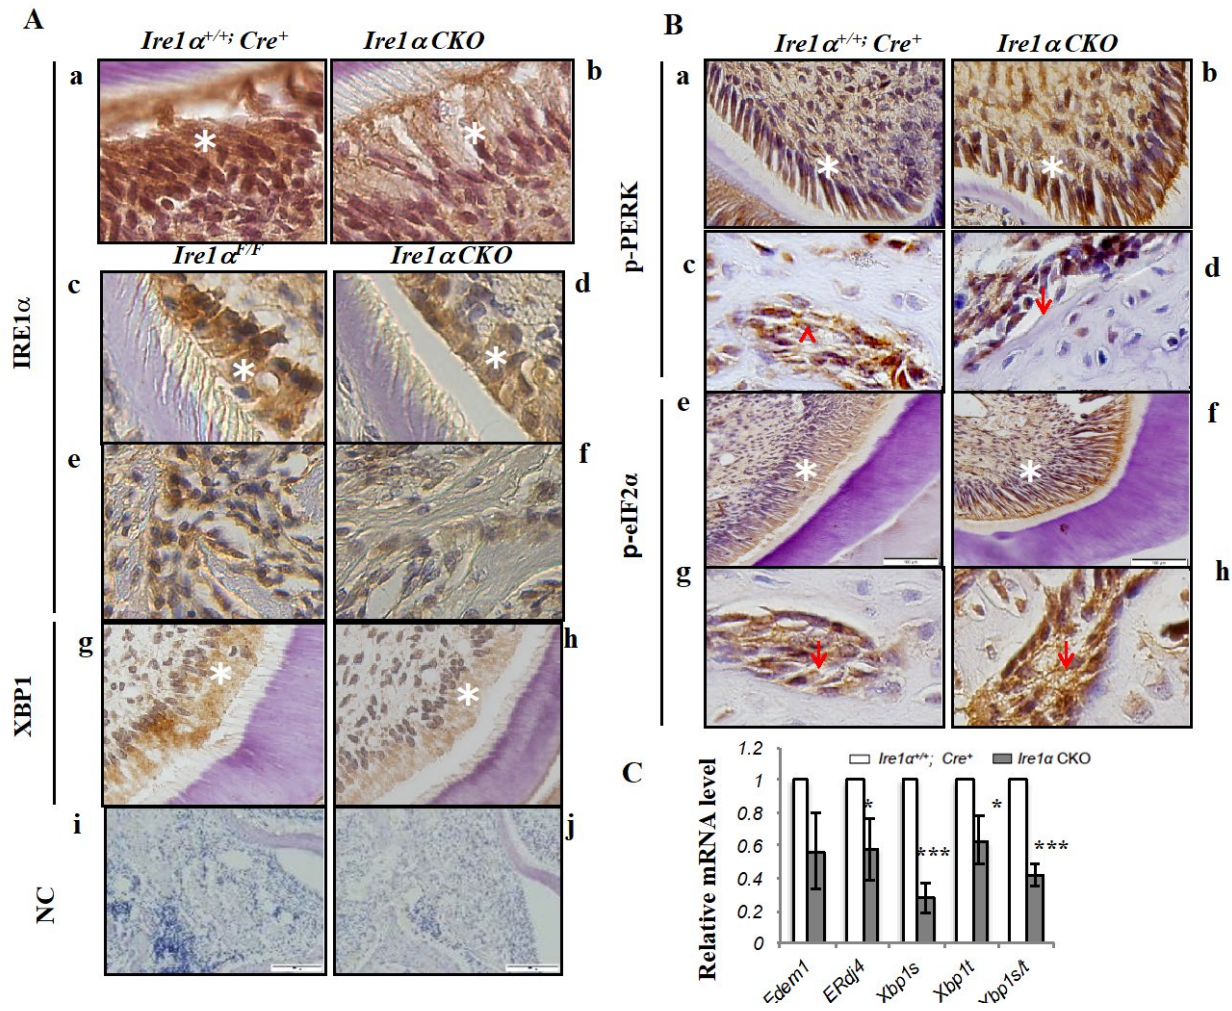 A
Ire1α+/+; Cre+ Ire1α CKO
a b
Ire1αF/F Ire1α CKO
c d
IRE1α
e f
g h
XBP1
i j
NC
B
Ire1α+/+; Cre+ Ire1α CKO
a b
p-PERK
c d
e f
p-eIF2α
g h
C
Ire1α+/+; Cre+ Ire1α CKO
Relative mRNA level
1.2
1
0.8
0.6
0.4
0.2
0
* *** * ***
Edem1 ERdj4 Xbp1s Xbp1t Xbp1s/t